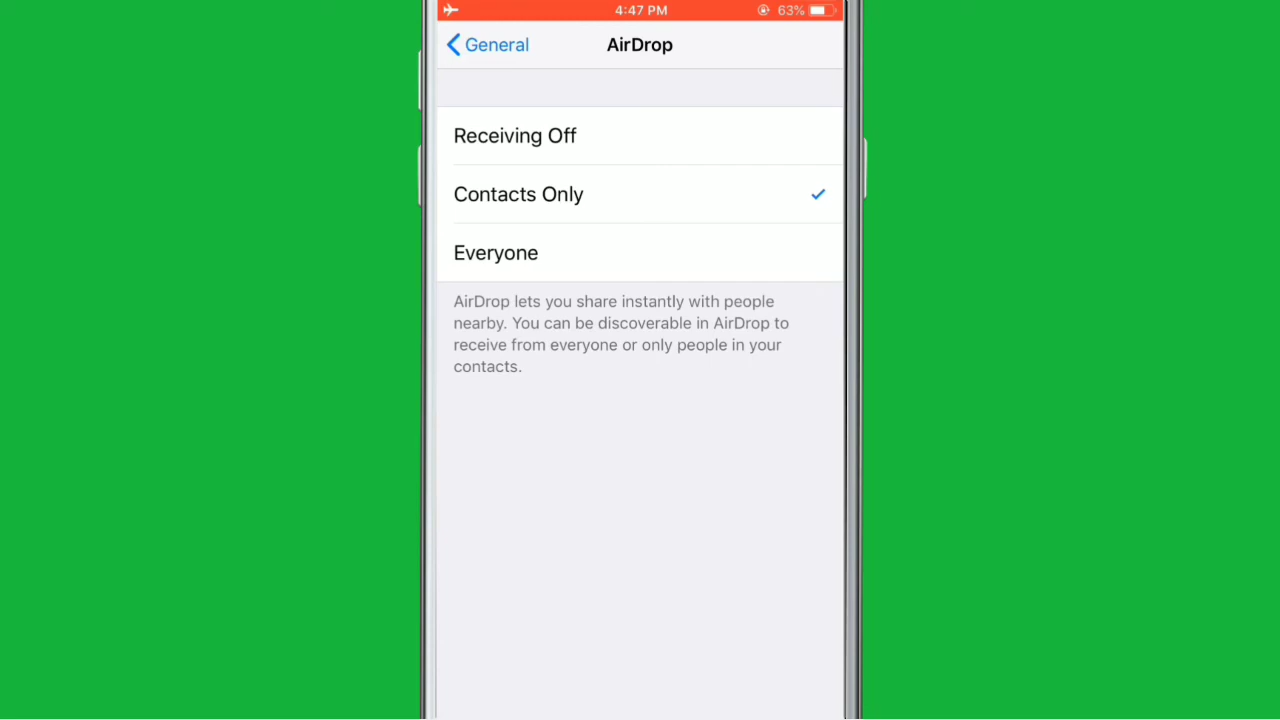 4:47 PM 63%
General AirDrop
Receiving Off
Contacts Only
Everyone
AirDrop lets you share instantly with people
nearby. You can be discoverable in AirDrop to
receive from everyone or only people in your
contacts.